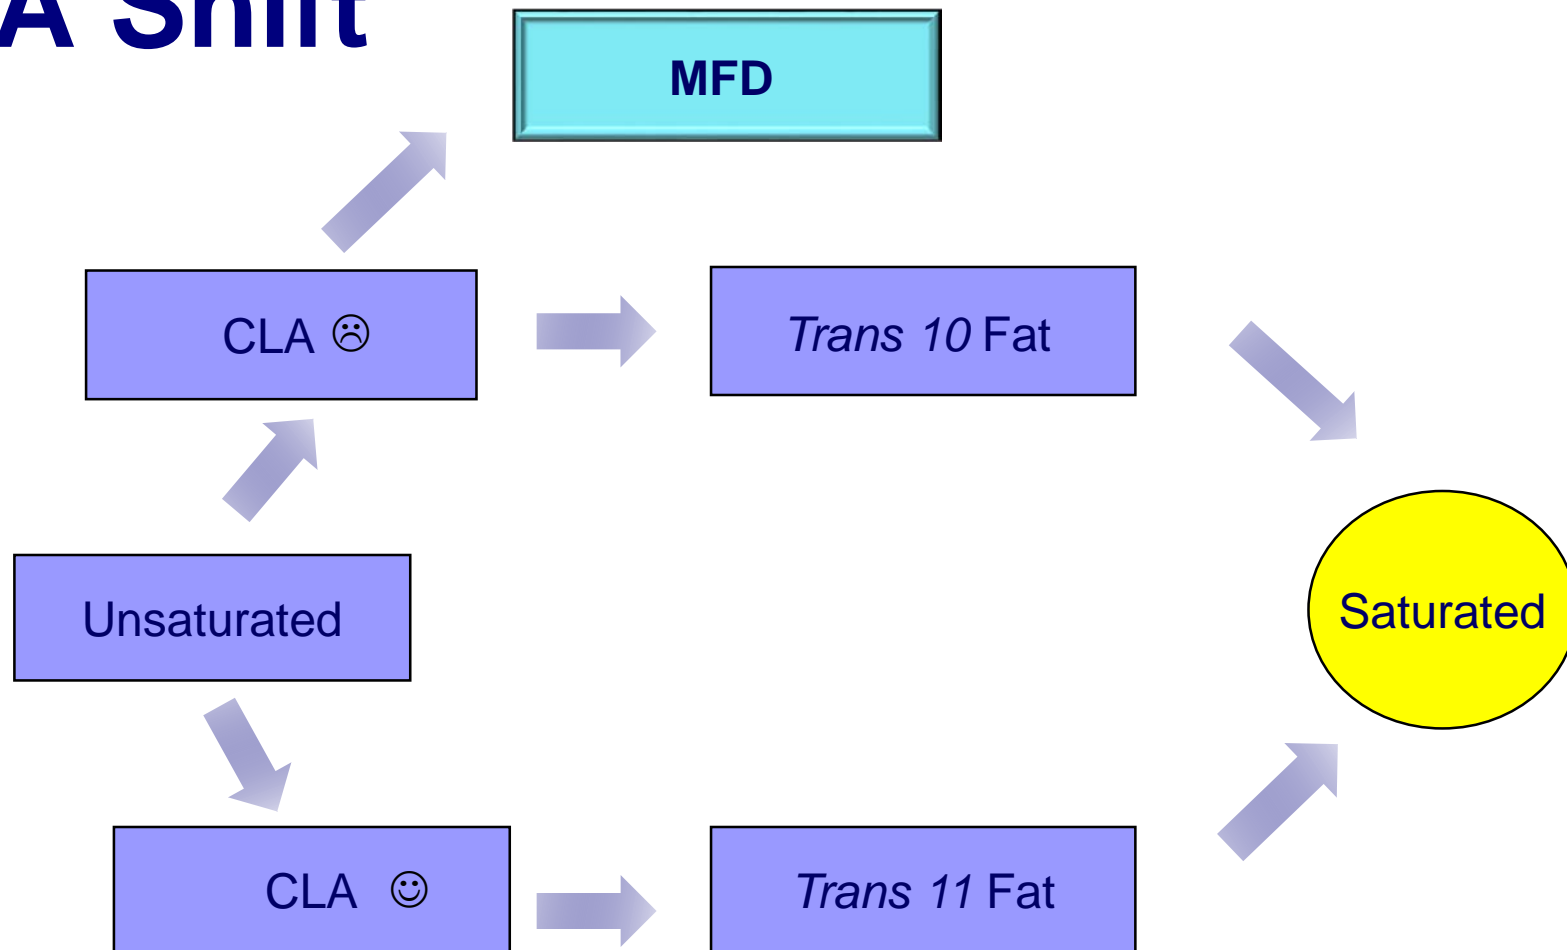 A Shift
MFD
CLA ☹
Trans 10 Fat
Unsaturated
Saturated
CLA ☺
Trans 11 Fat